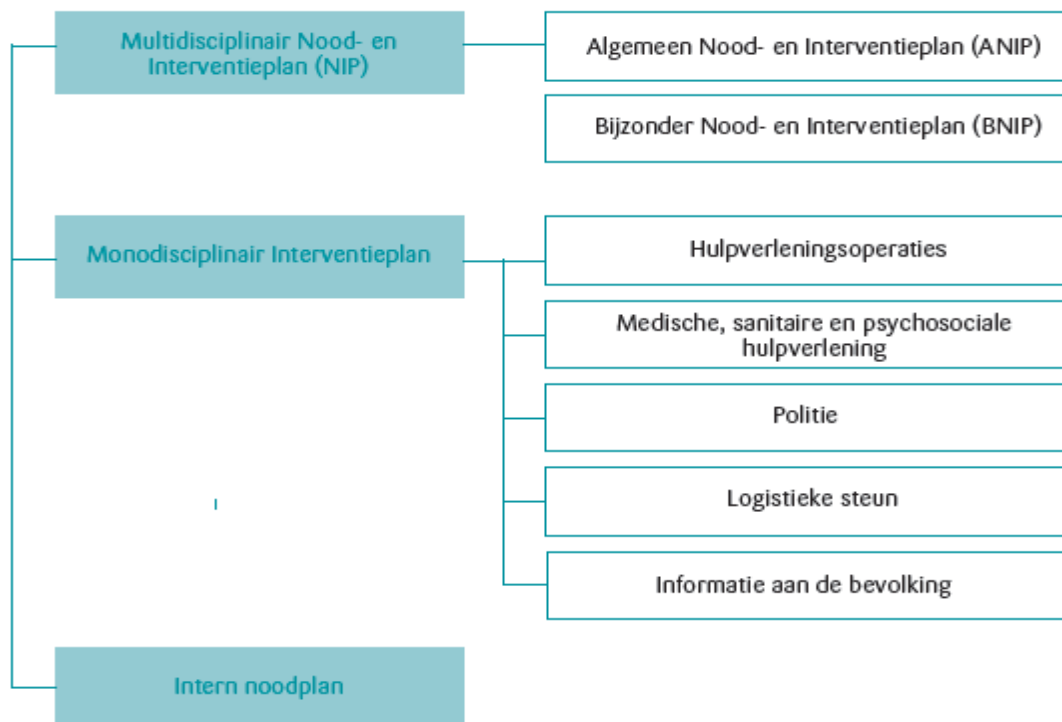 Multidisciplinair Nood- en
Interventieplan (NIP)
Algemeen Nood- en Interventieplan (ANIP)
Bijzonder Nood- en Interventieplan (BNIP)
Monodisciplinair Interventieplan
Hulpverleningsoperaties
Medische, sanitaire en psychosociale
hulpverlening
Politie
Logistieke steun
Informatie aan de bevolking
Intern noodplan